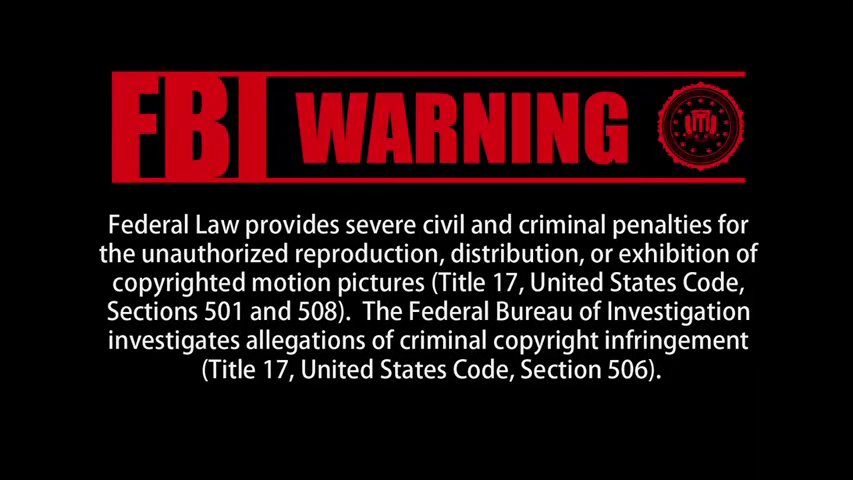 FBI WARNING
Federal Law provides severe civil and criminal penalties for
the unauthorized reproduction, distribution, or exhibition of
copyrighted motion pictures (Title 17, United States Code,
Sections 501 and 508).  The Federal Bureau of Investigation
investigates allegations of criminal copyright infringement
(Title 17, United States Code, Section 506).